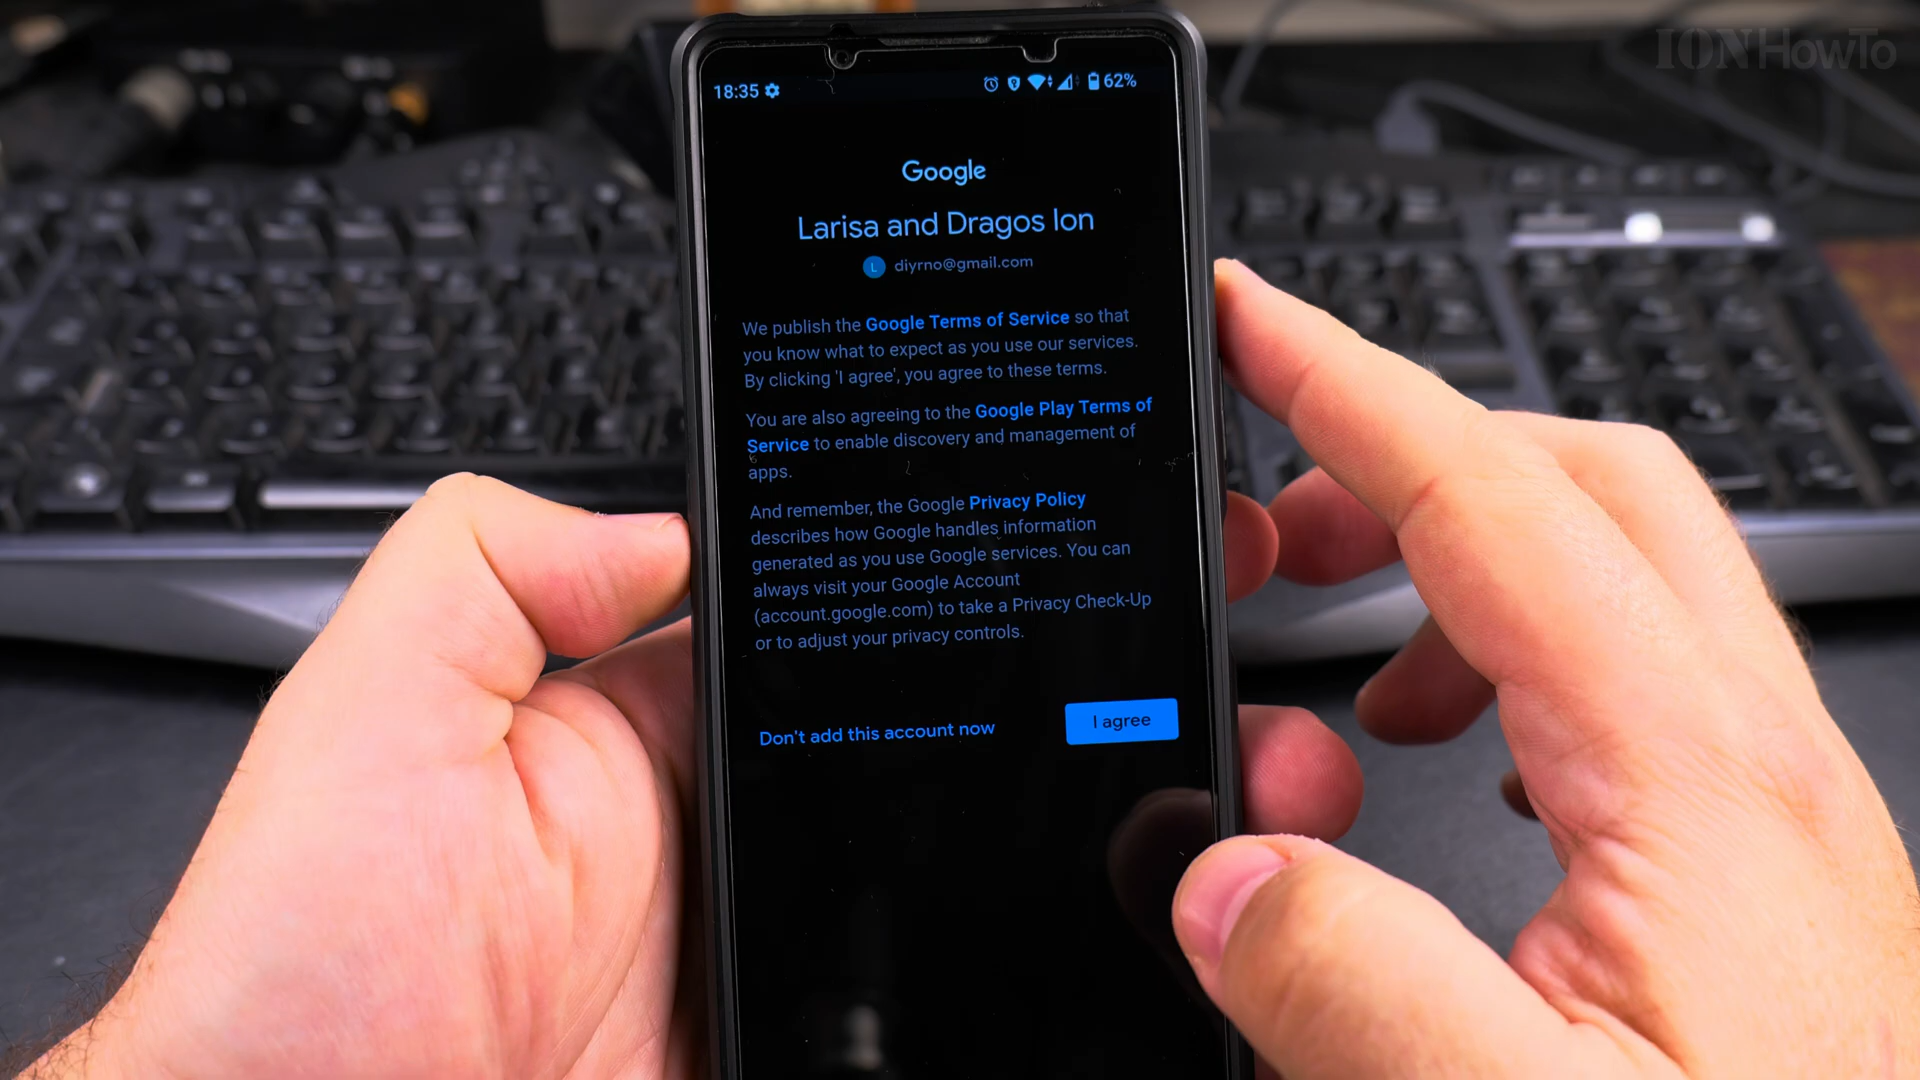 IONHowTo
18:35 62%
Google
Larisa and Dragos Ion
L diyrno@gmail.com
We publish the Google Terms of Service so that
you know what to expect as you use our services.
By clicking 'I agree', you agree to these terms.
You are also agreeing to the Google Play Terms of
Service to enable discovery and management of
apps.
And remember, the Google Privacy Policy
describes how Google handles information
generated as you use Google services. You can
always visit your Google Account
(account.google.com) to take a Privacy Check-Up
or to adjust your privacy controls.
Don't add this account now
I agree